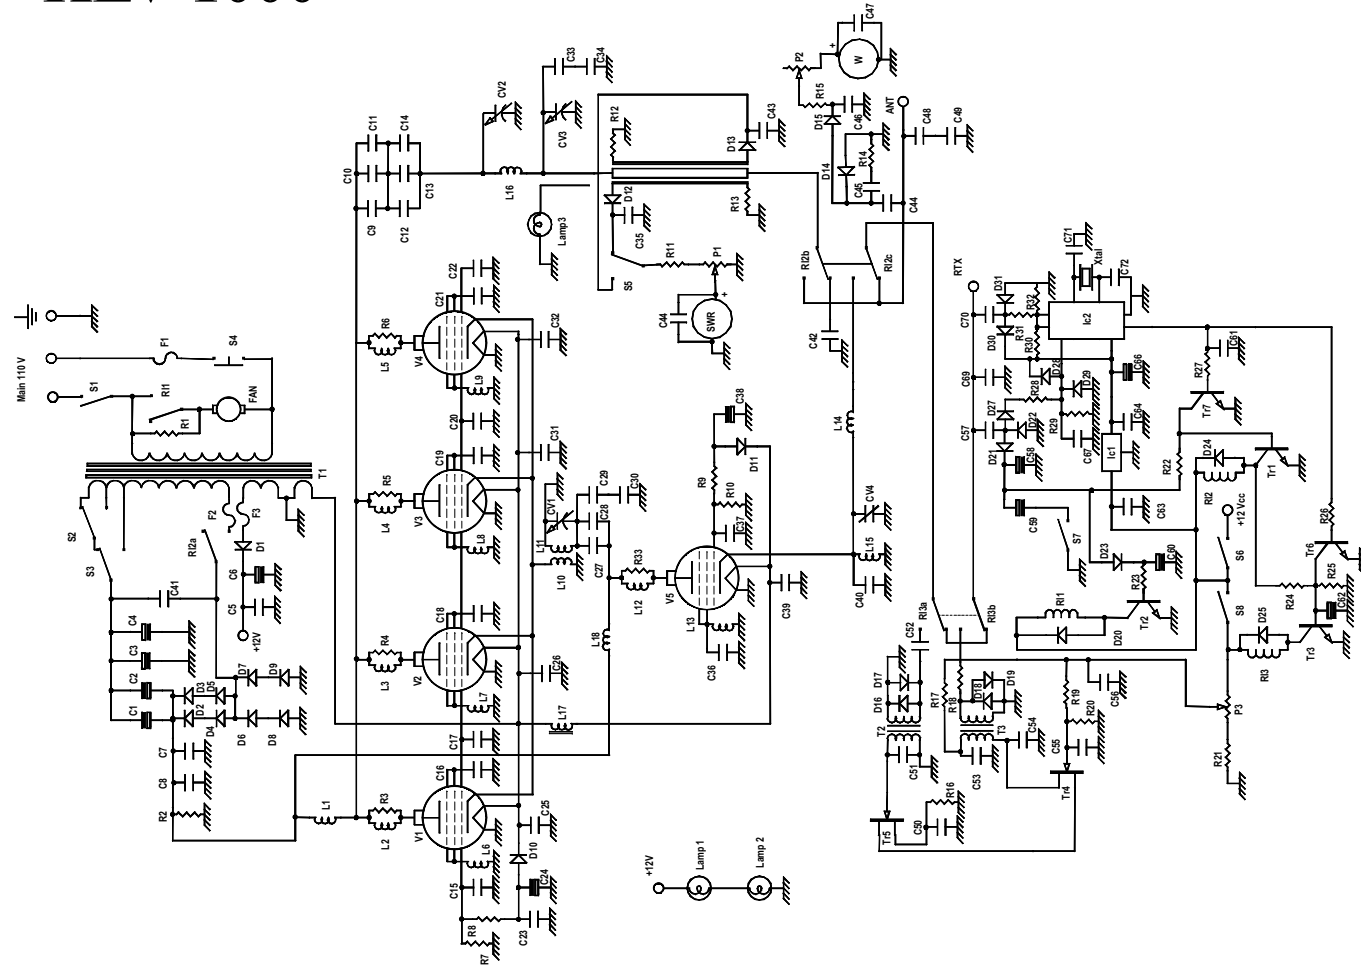 Main 110 V
F1
S4
S1
Rl1
R1
FAN
T1
S2
S3
Rl2a
F2
F3
D1
C6
C5
+12V
C41
C4
C3
C2
C1
D3
D5
D2
D4
D7
D9
D6
D8
C7
C8
R2
L1
C10
C11
C14
C9
C12
C13
CV2
CV3
C33
C34
L16
Lamp3
R12
D13
C43
D12
C35
R13
S5
R11
P1
C44
SWR
+
P2
R15
C47
W
+
D15
C46
D14
R14
C45
C44
ANT
C48
C49
Rl2b
Rl2c
C42
R6
L5
V4
C21
C22
L9
C32
C20
R5
L4
V3
C19
L8
C31
R4
L3
V2
C18
L7
C26
C17
R3
L2
V1
C16
L6
C25
D10
C24
C15
R8
R7
C23
CV1
L11
L10
C29
C30
C28
C27
R33
L12
V5
L18
L13
C36
L17
R9
R10
C37
C38
D11
C39
L14
CV4
L15
C40
+12V
Lamp 1
Lamp 2
RTX
C70
D31
D30
R32
R31
R30
C71
Xtal
C72
Ic2
C69
C57
D27
D22
D21
C58
R28
D28
D29
R29
C67
C66
C64
Ic1
C63
C59
S7
D23
C60
R23
Tr2
Rl1
D20
R27
C61
Tr7
R22
D24
Rl2
Tr1
+12 Vcc
S6
S8
R26
Tr6
R25
R24
C62
Tr3
D25
Rl3
P3
R21
Rl3a
Rl3b
C52
D17
D16
T2
C51
R17
R18
D18
D19
T3
C53
C54
R19
R20
C56
C55
Tr4
Tr5
C50
R16